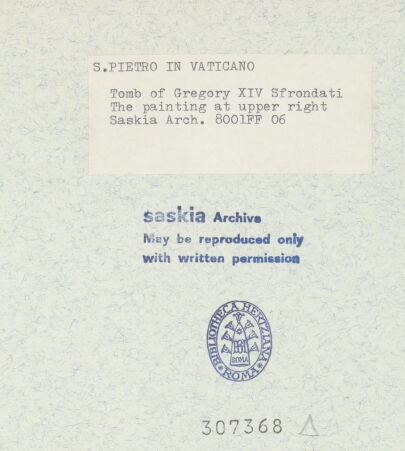 S.PIETRO IN VATICANO
Tomb of Gregory XIV Sfrondati
The painting at upper right
Saskia Arch. 8001FF 06
saskia Archive
May be reproduced only
with written permission
BIBLIOTHECA HERTZIANA
ROMA
ROMA
307368